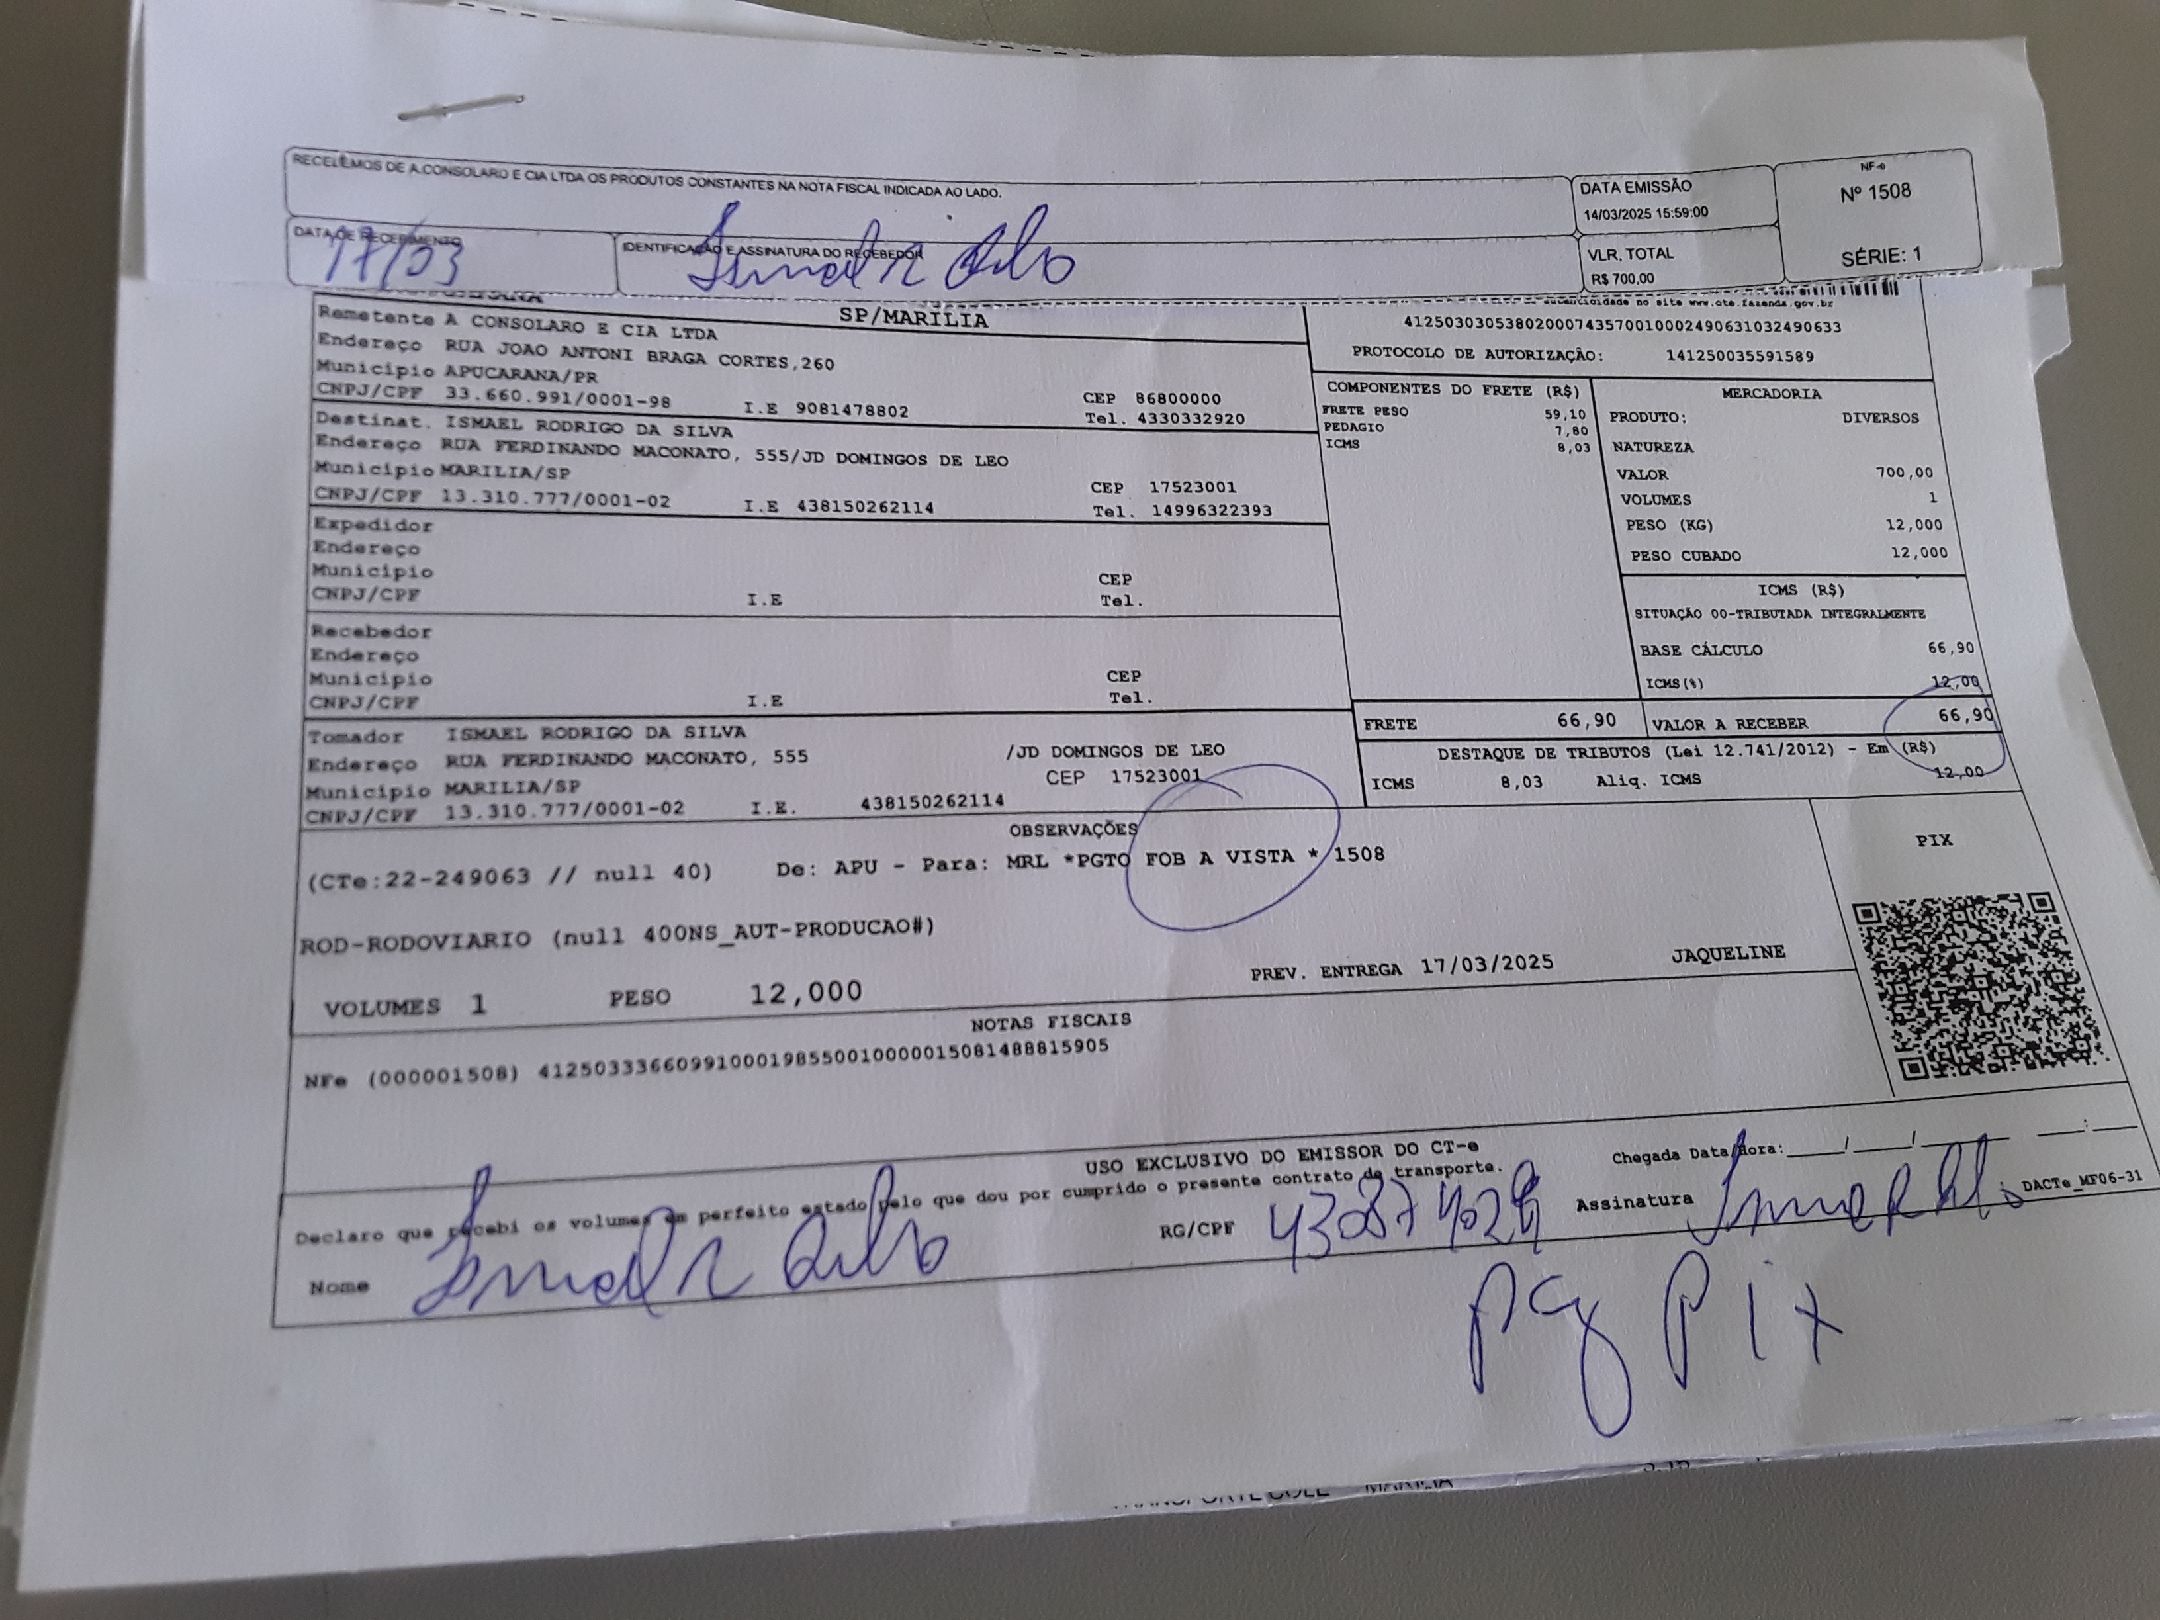 RECEBEMOS DE A.CONSOLARO E CIA LTDA OS PRODUTOS CONSTANTES NA NOTA FISCAL INDICADA AO LADO.
DATA EMISSÃO
14/03/2025 15:59:00
NF-e
Nº 1508
SÉRIE: 1
DATA DE RECEBIMENTO
17/03
IDENTIFICAÇÃO E ASSINATURA DO RECEBEDOR
VLR. TOTAL
R$ 700,00
SP/MARILIA
autenticidade no site www.cte.fazenda.gov.br
41250303053802000743570010002490631032490633
PROTOCOLO DE AUTORIZAÇÃO: 141250035591589
Remetente A CONSOLARO E CIA LTDA
Endereço RUA JOAO ANTONI BRAGA CORTES,260
Municipio APUCARANA/PR
CEP 86800000
CNPJ/CPF 33.660.991/0001-98 I.E 9081478802 Tel. 4330332920
Destinat. ISMAEL RODRIGO DA SILVA
Endereço RUA FERDINANDO MACONATO, 555/JD DOMINGOS DE LEO
Municipio MARILIA/SP
CEP 17523001
CNPJ/CPF 13.310.777/0001-02 I.E 438150262114 Tel. 14996322393
Expedidor
Endereço
Municipio CEP
CNPJ/CPF I.E Tel.
Recebedor
Endereço
Municipio CEP
CNPJ/CPF I.E Tel.
Tomador ISMAEL RODRIGO DA SILVA
Endereço RUA FERDINANDO MACONATO, 555 /JD DOMINGOS DE LEO
Municipio MARILIA/SP CEP 17523001
CNPJ/CPF 13.310.777/0001-02 I.E. 438150262114
COMPONENTES DO FRETE (R$)
FRETE PESO 59,10
PEDAGIO 7,80
ICMS 8,03
MERCADORIA
PRODUTO: DIVERSOS
NATUREZA
VALOR 700,00
VOLUMES 1
PESO (KG) 12,000
PESO CUBADO 12,000
ICMS (R$)
SITUAÇÃO 00-TRIBUTADA INTEGRALMENTE
BASE CÁLCULO 66,90
ICMS(%) 12,00
FRETE 66,90 VALOR A RECEBER 66,90
DESTAQUE DE TRIBUTOS (Lei 12.741/2012) - Em (R$)
ICMS 8,03 Aliq. ICMS 12,00
OBSERVAÇÕES
(CTe:22-249063 // null 40) De: APU - Para: MRL *PGTO FOB A VISTA * 1508
ROD-RODOVIARIO (null 400NS_AUT-PRODUCAO#)
VOLUMES 1 PESO 12,000 PREV. ENTREGA 17/03/2025 JAQUELINE
PIX
NOTAS FISCAIS
NFe (000001508) 41250333660991000198550010000015081488815905
USO EXCLUSIVO DO EMISSOR DO CT-e
Declaro que recebi os volumes em perfeito estado pelo que dou por cumprido o presente contrato de transporte.
Chegada Data/Hora: ____/____/____ ____:____
Nome
RG/CPF
Assinatura
DACTe_MF06-31
pg Pix
MARILIA